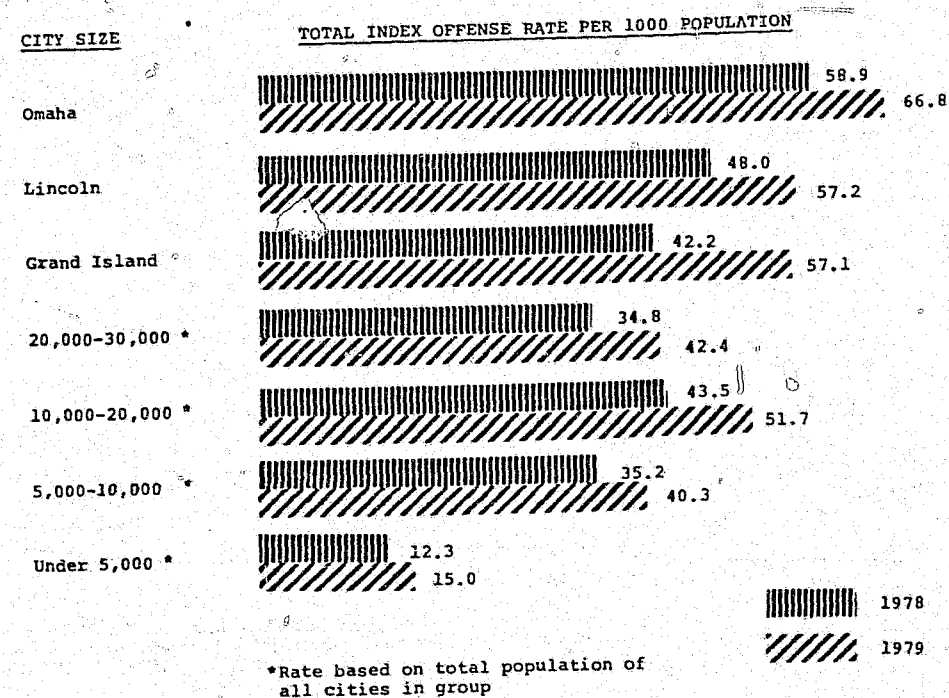 CITY SIZE * TOTAL INDEX OFFENSE RATE PER 1000 POPULATION
58.9
Omaha 66.8
48.0
Lincoln 57.2
42.2
Grand Island 57.1
34.8
20,000-30,000 * 42.4
43.5
10,000-20,000 * 51.7
35.2
5,000-10,000 * 40.3
12.3
Under 5,000 * 15.0
1978
1979
*Rate based on total population of
all cities in group